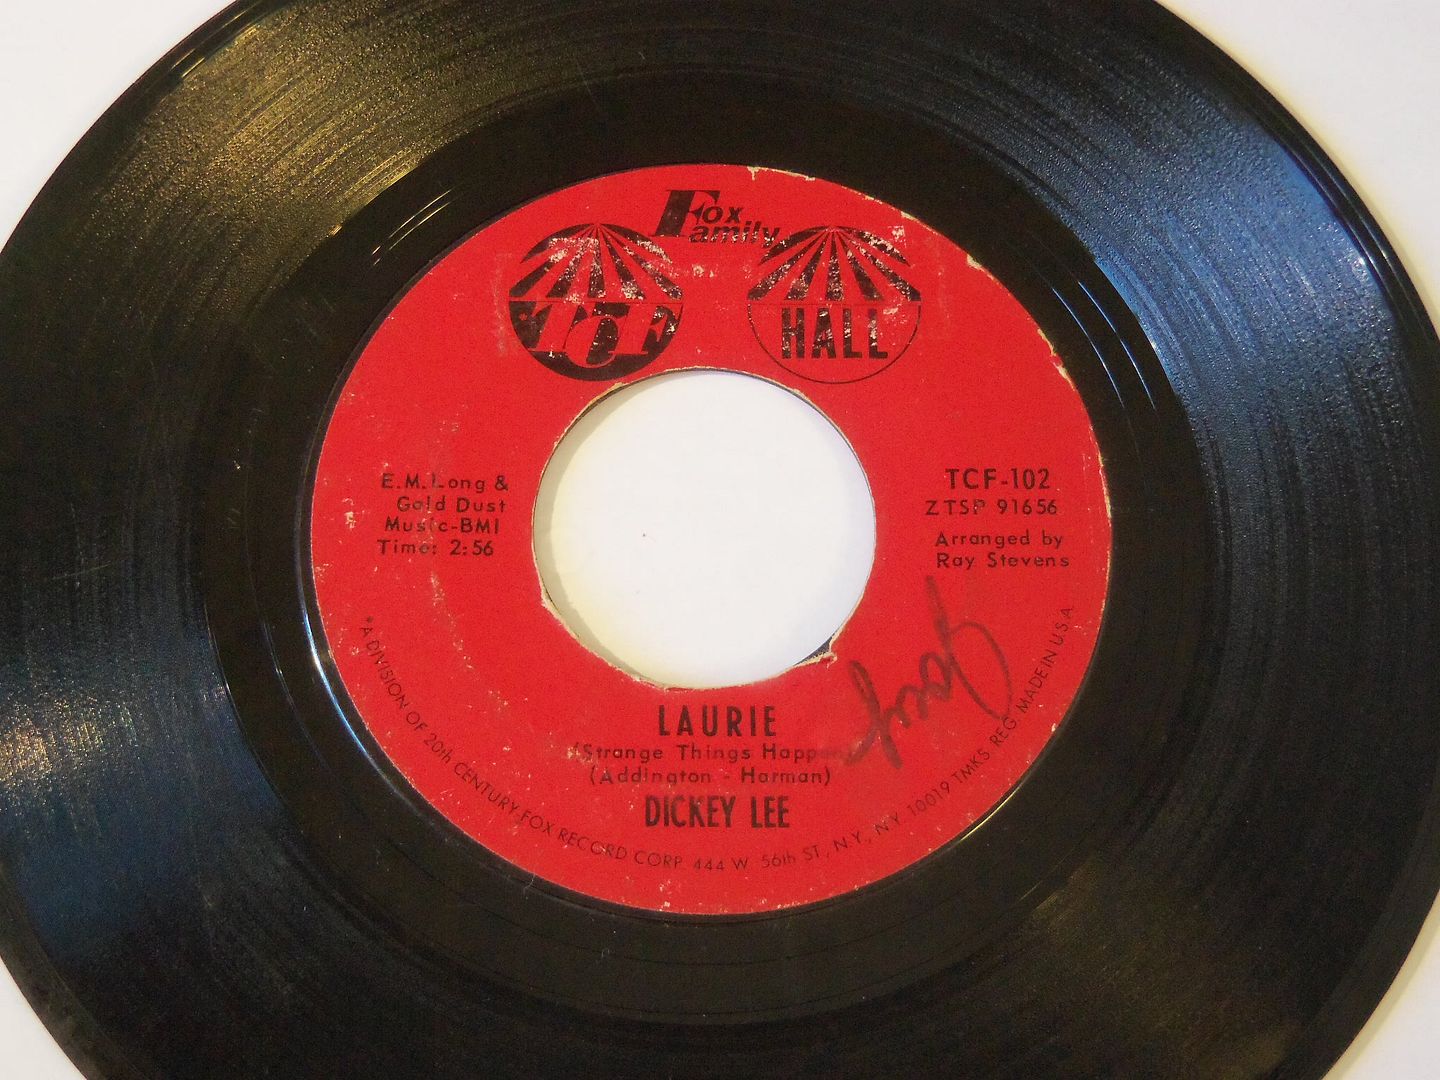 Fox
Family
TCF
HALL
E.M. Long &
Gold Dust
Music-BMI
Time: 2:56
TCF-102
ZTSP 91656
Arranged by
Ray Stevens
LAURIE
(Strange Things Happen)
(Addington - Harman)
DICKEY LEE
*A DIVISION OF 20th CENTURY-FOX RECORD CORP. 444 W. 56th ST., N.Y., N.Y. 10019 TMKS. REG. MADE IN U.S.A.